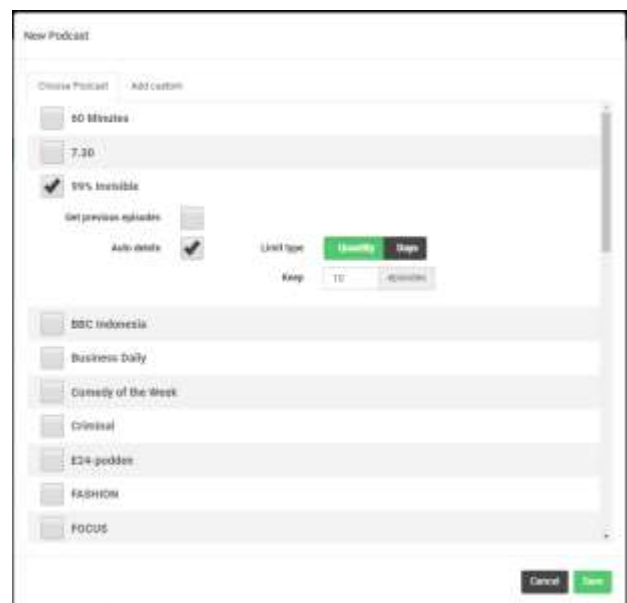 New Podcast
Choose Podcast Add custom
60 Minutes
7.30
99% Invisible
Get previous episodes
Auto delete Limit type Quantity Days
Keep 10 episodes
BBC Indonesia
Business Daily
Comedy of the Week
Criminal
E24-podden
FASHION
FOCUS
Cancel Save